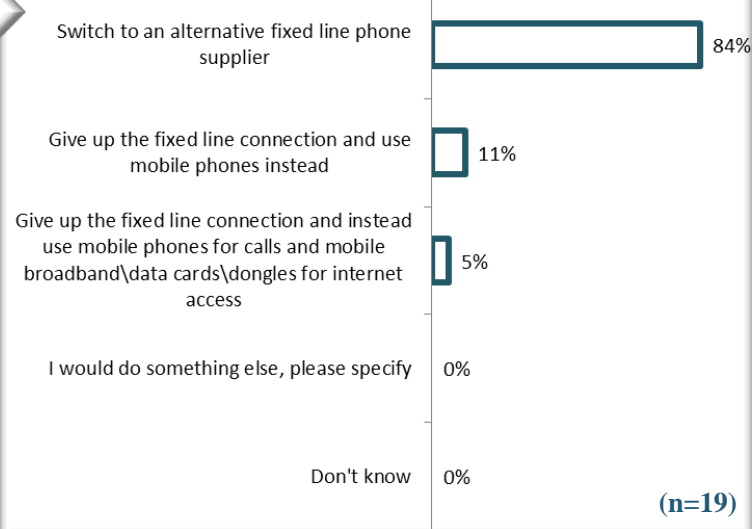 Switch to an alternative fixed line phone
supplier
84%
Give up the fixed line connection and use
mobile phones instead
11%
Give up the fixed line connection and instead
use mobile phones for calls and mobile
broadband\data cards\dongles for internet
access
5%
I would do something else, please specify
0%
Don't know
0%
(n=19)